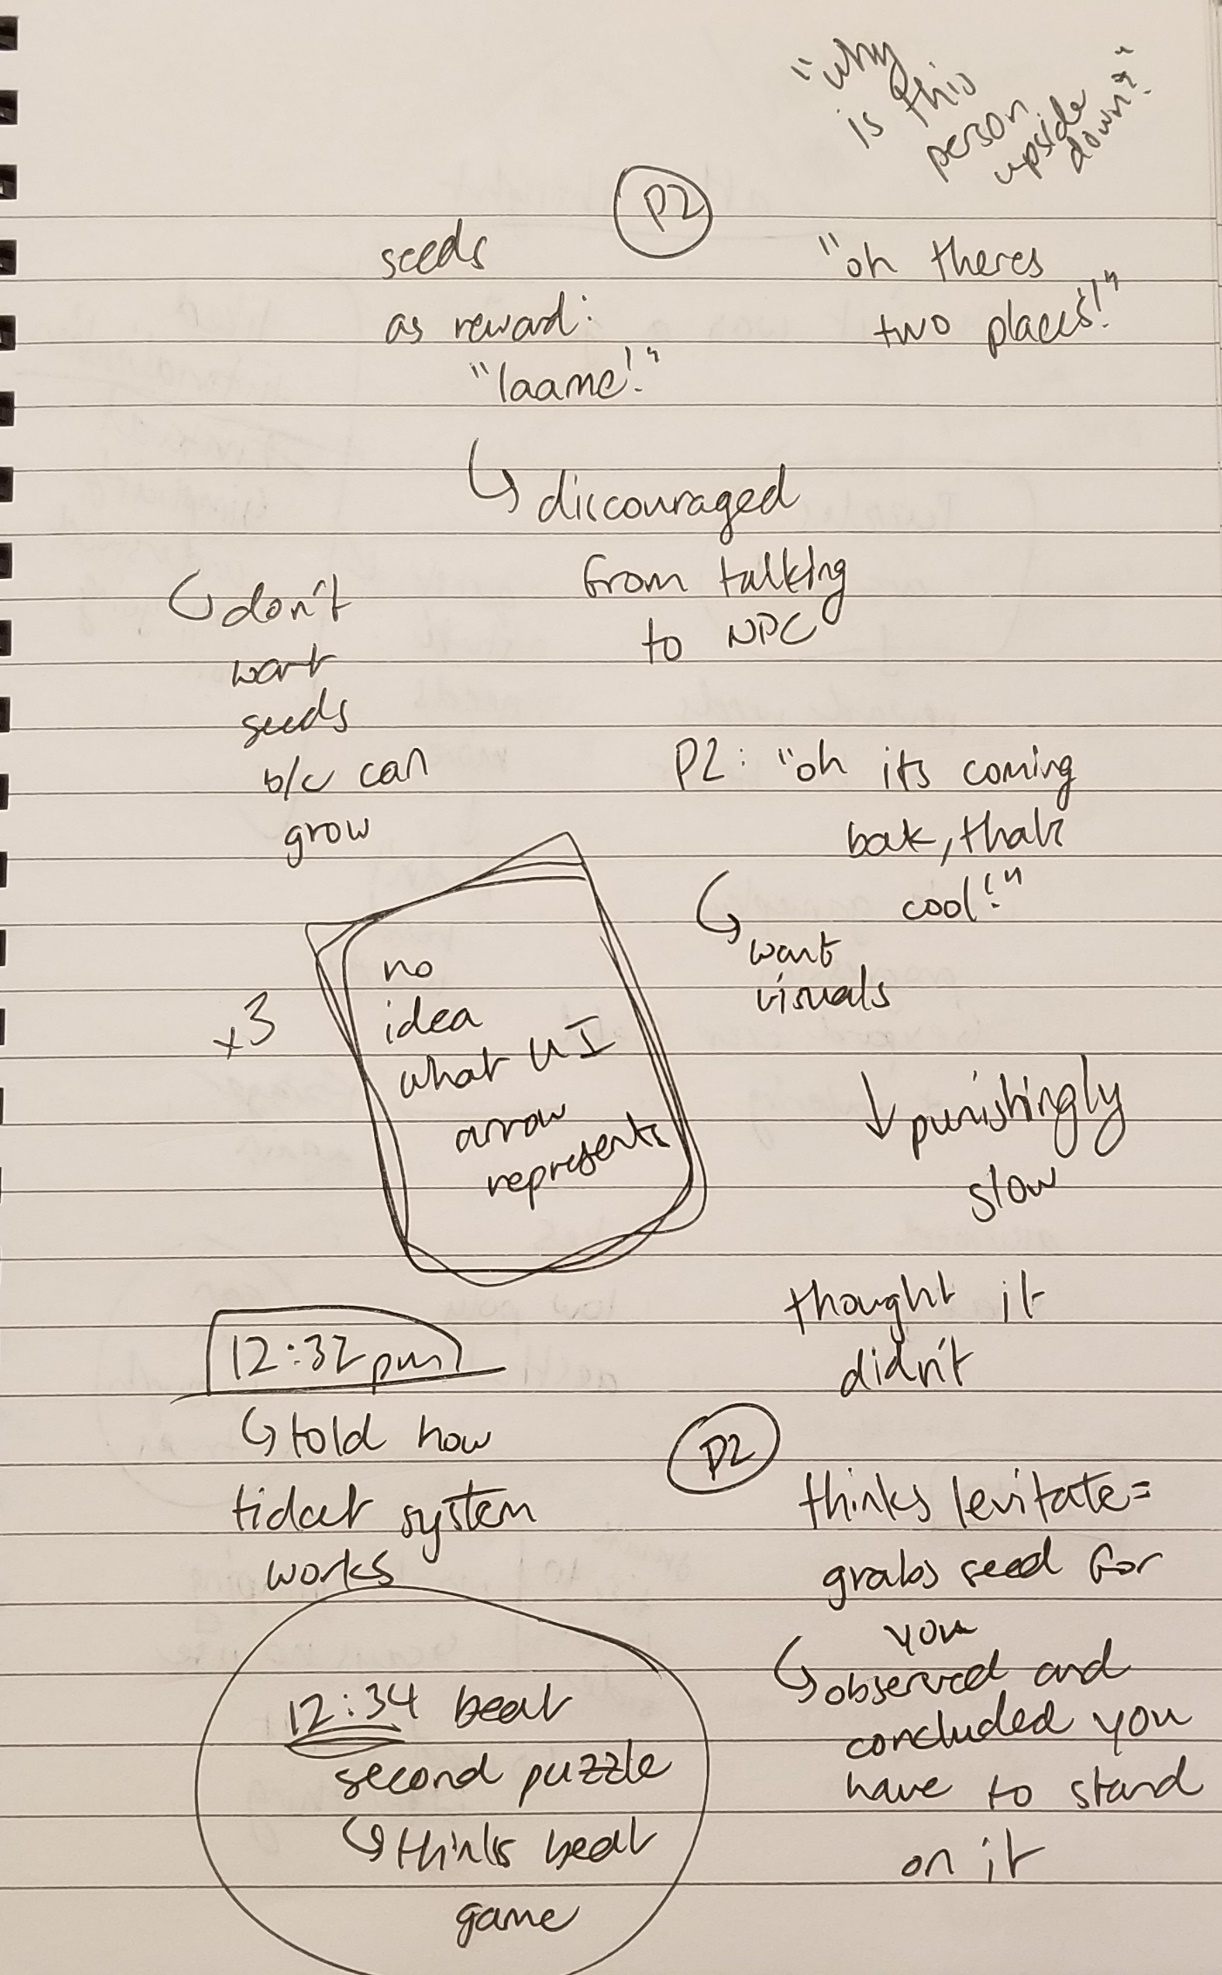 "why
is this
person
upside
down?"
P2
seeds
as reward:
"laame!"
"oh theres
two places!"
discouraged
from talking
to NPC
don't
want
seeds
b/c can
grow
P2: "oh its coming
bak, thats
cool!"
want
visuals
x3
no
idea
what UI
arrow
represents
punishingly
slow
12:32 pm
told how
ticket system
works
12:34 beat
second puzzle
thinks beat
game
thought it
didn't
P2
thinks levitate =
grabs seed for
you
observed and
concluded you
have to stand
on it